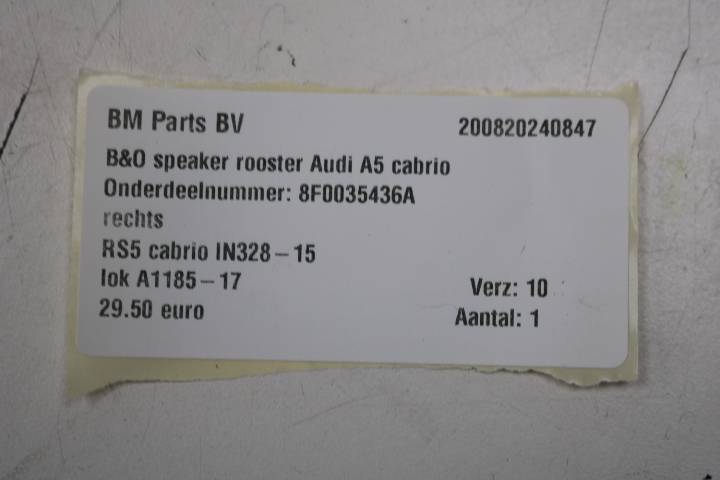 BM Parts BV 200820240847
B&O speaker rooster Audi A5 cabrio
Onderdeelnummer: 8F0035436A
rechts
RS5 cabrio IN328-15
lok A1185-17 Verz: 10
29.50 euro Aantal: 1